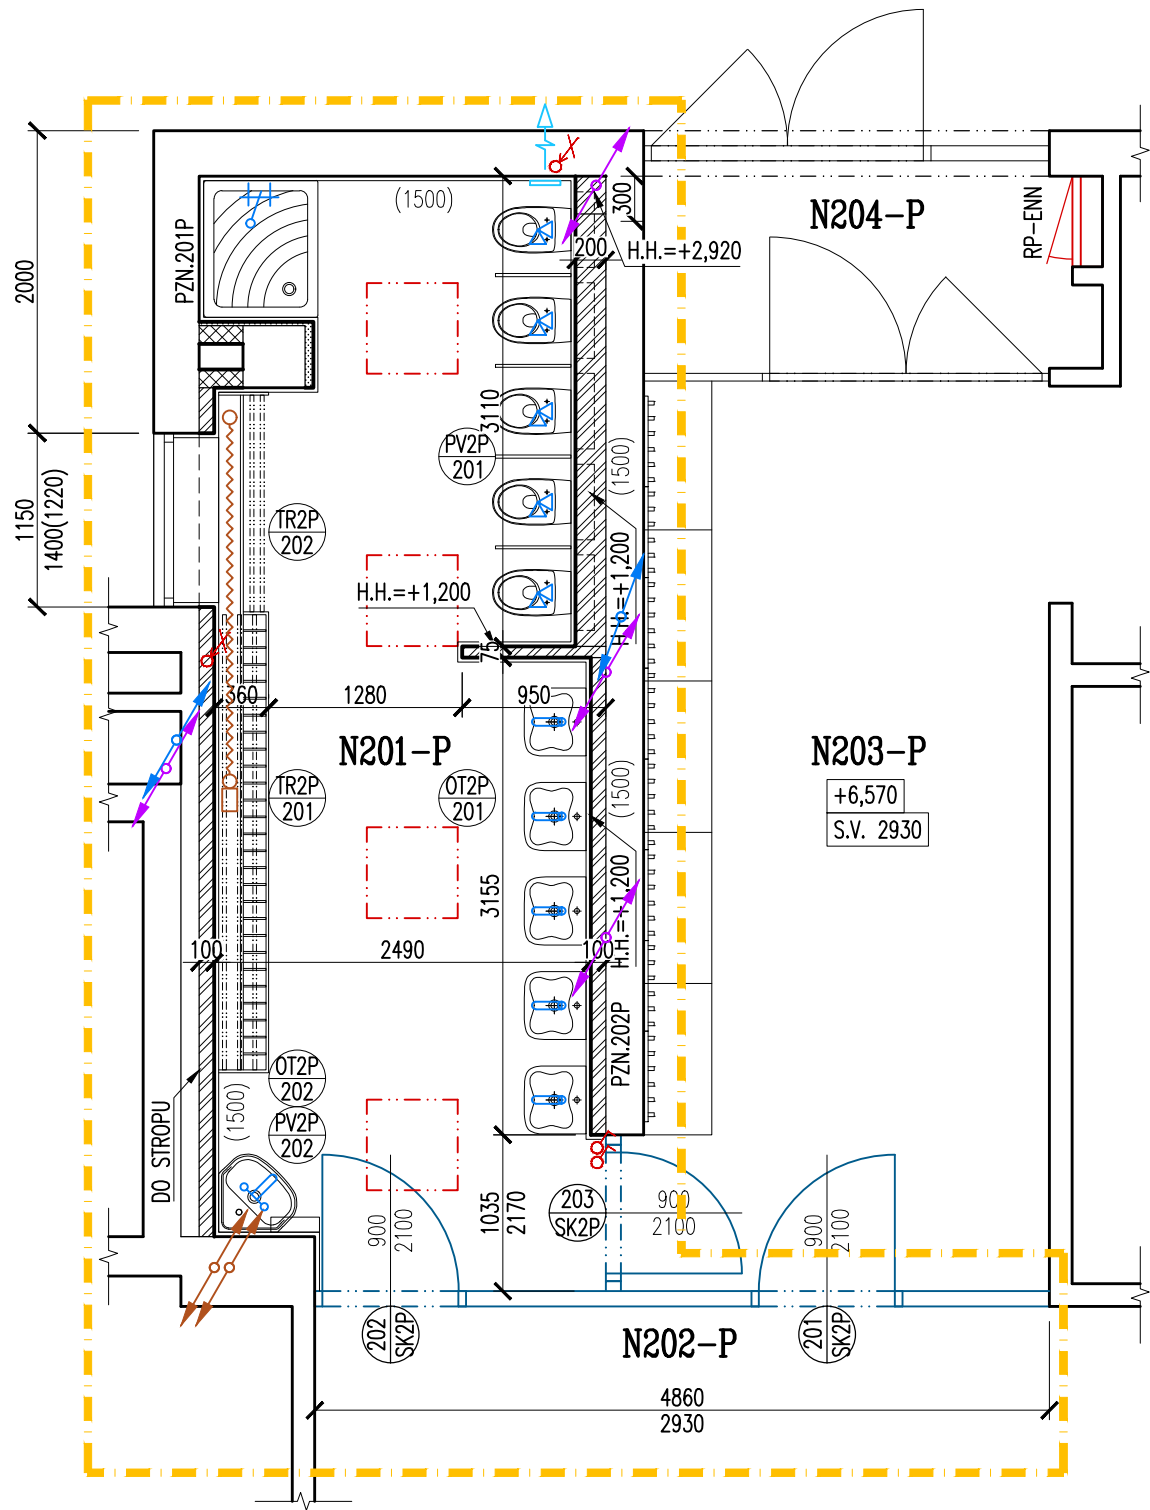 (1500)
300
N204-P
RP-ENN
PZN.201P
200
H.H.=+2,920
2000
3110
PV2P
201
(1500)
1150
1400(1220)
TR2P
202
H.H.=+1,200
H.H.=+1,200
75
360
1280
950
N201-P
N203-P
TR2P
201
OT2P
201
(1500)
+6,570
S.V. 2930
3155
H.H.=+1,200
100
2490
100
PZN.202P
OT2P
202
(1500)
DO STROPU
PV2P
202
1035
2170
203
SK2P
900
2100
900
2100
900
2100
202
SK2P
N202-P
201
SK2P
4860
2930